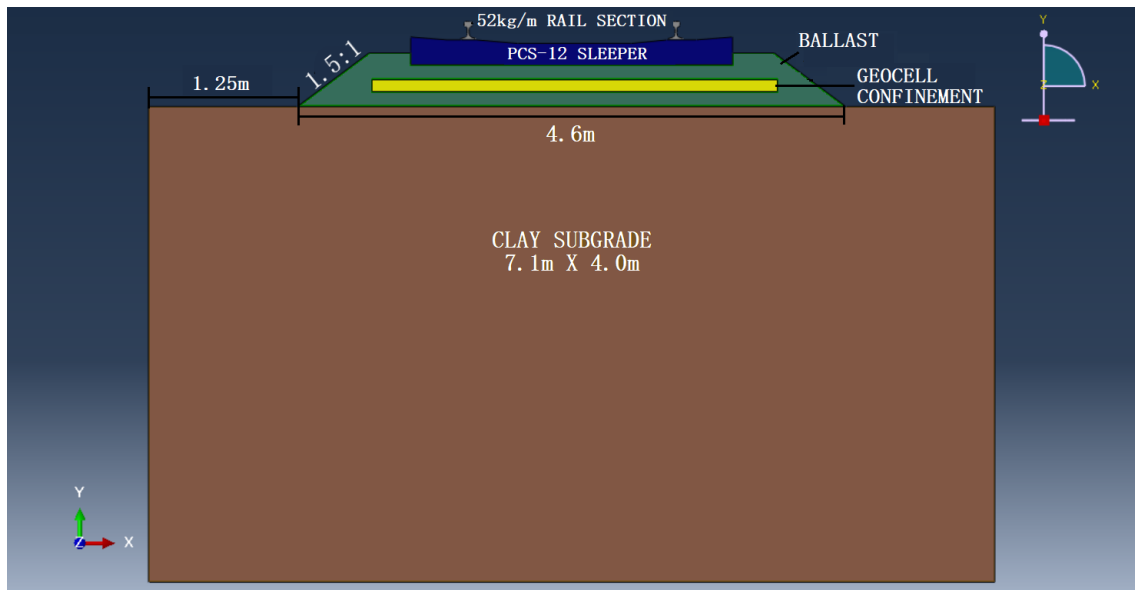 52kg/m RAIL SECTION
PCS-12 SLEEPER
BALLAST
1.5:1
1.25m
GEOCELL
CONFINEMENT
4.6m
CLAY SUBGRADE
7.1m X 4.0m
Y
X
Z
Y
X
Z